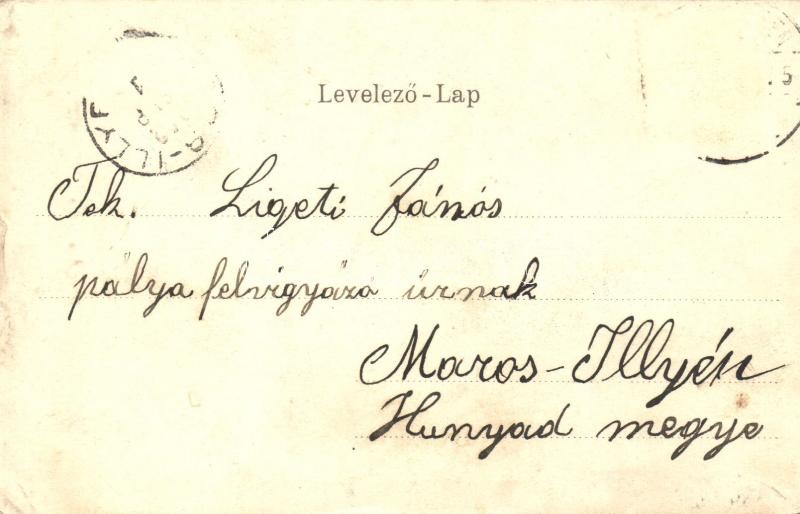 Levelező-Lap
Tek. Ligeti János
pálya felvigyázó úrnak
Maros-Illyén
Hunyad megye